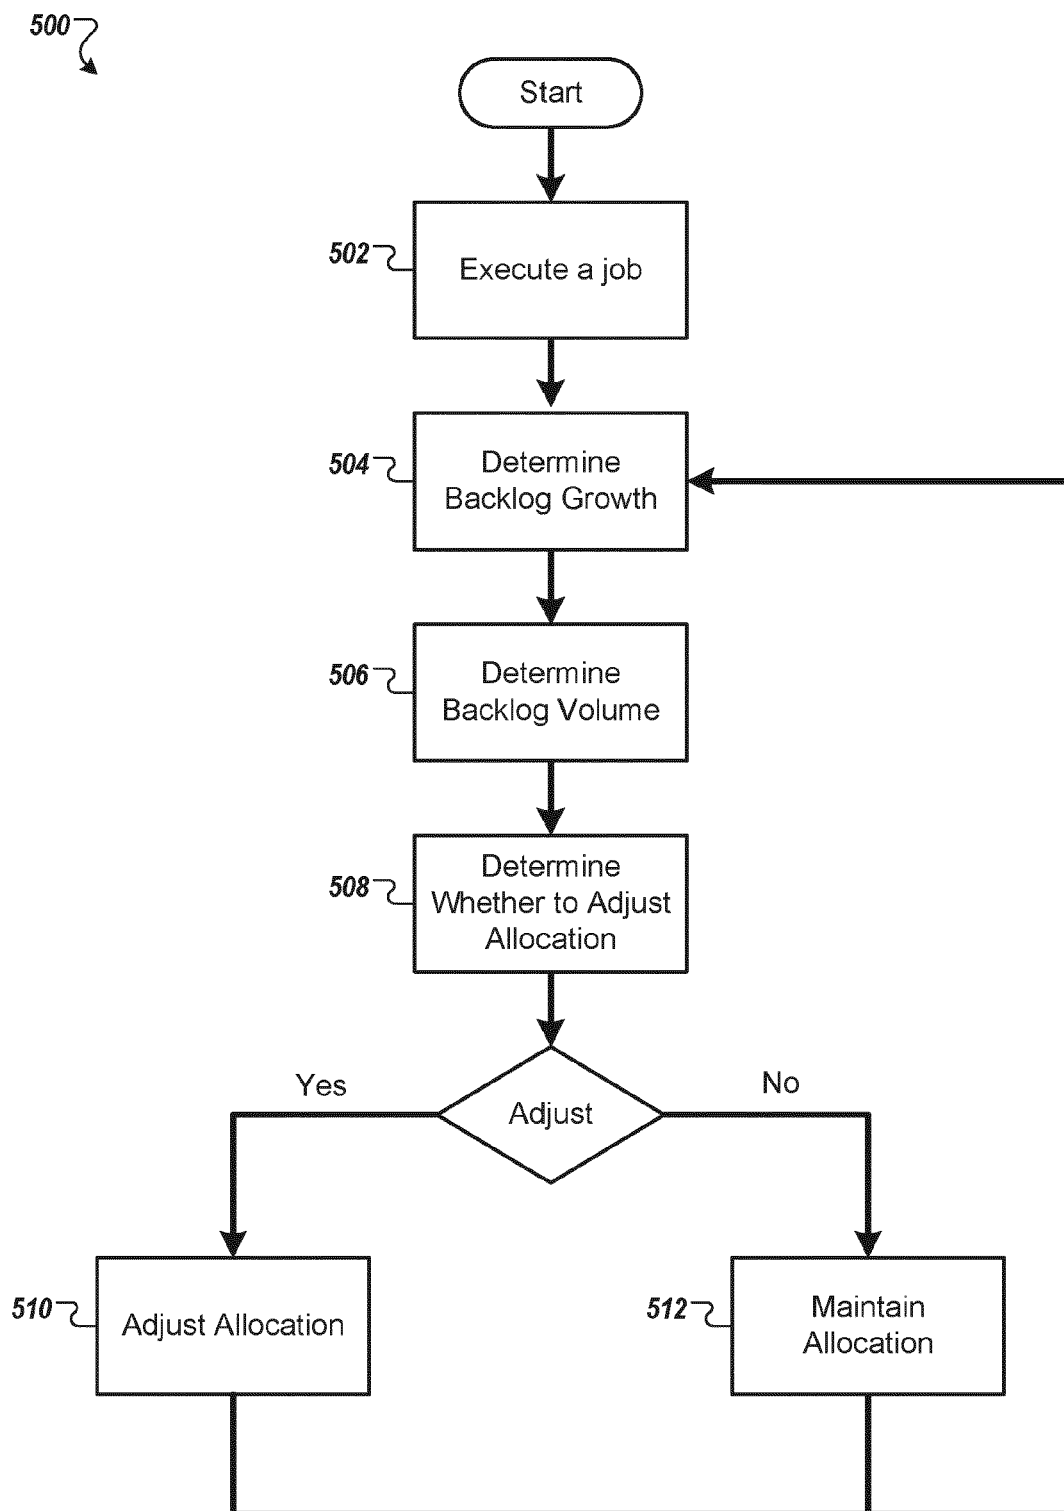 500
Start
502
Execute a job
504
Determine
Backlog Growth
506
Determine
Backlog Volume
508
Determine
Whether to Adjust
Allocation
Yes
No
Adjust
510
Adjust Allocation
512
Maintain
Allocation